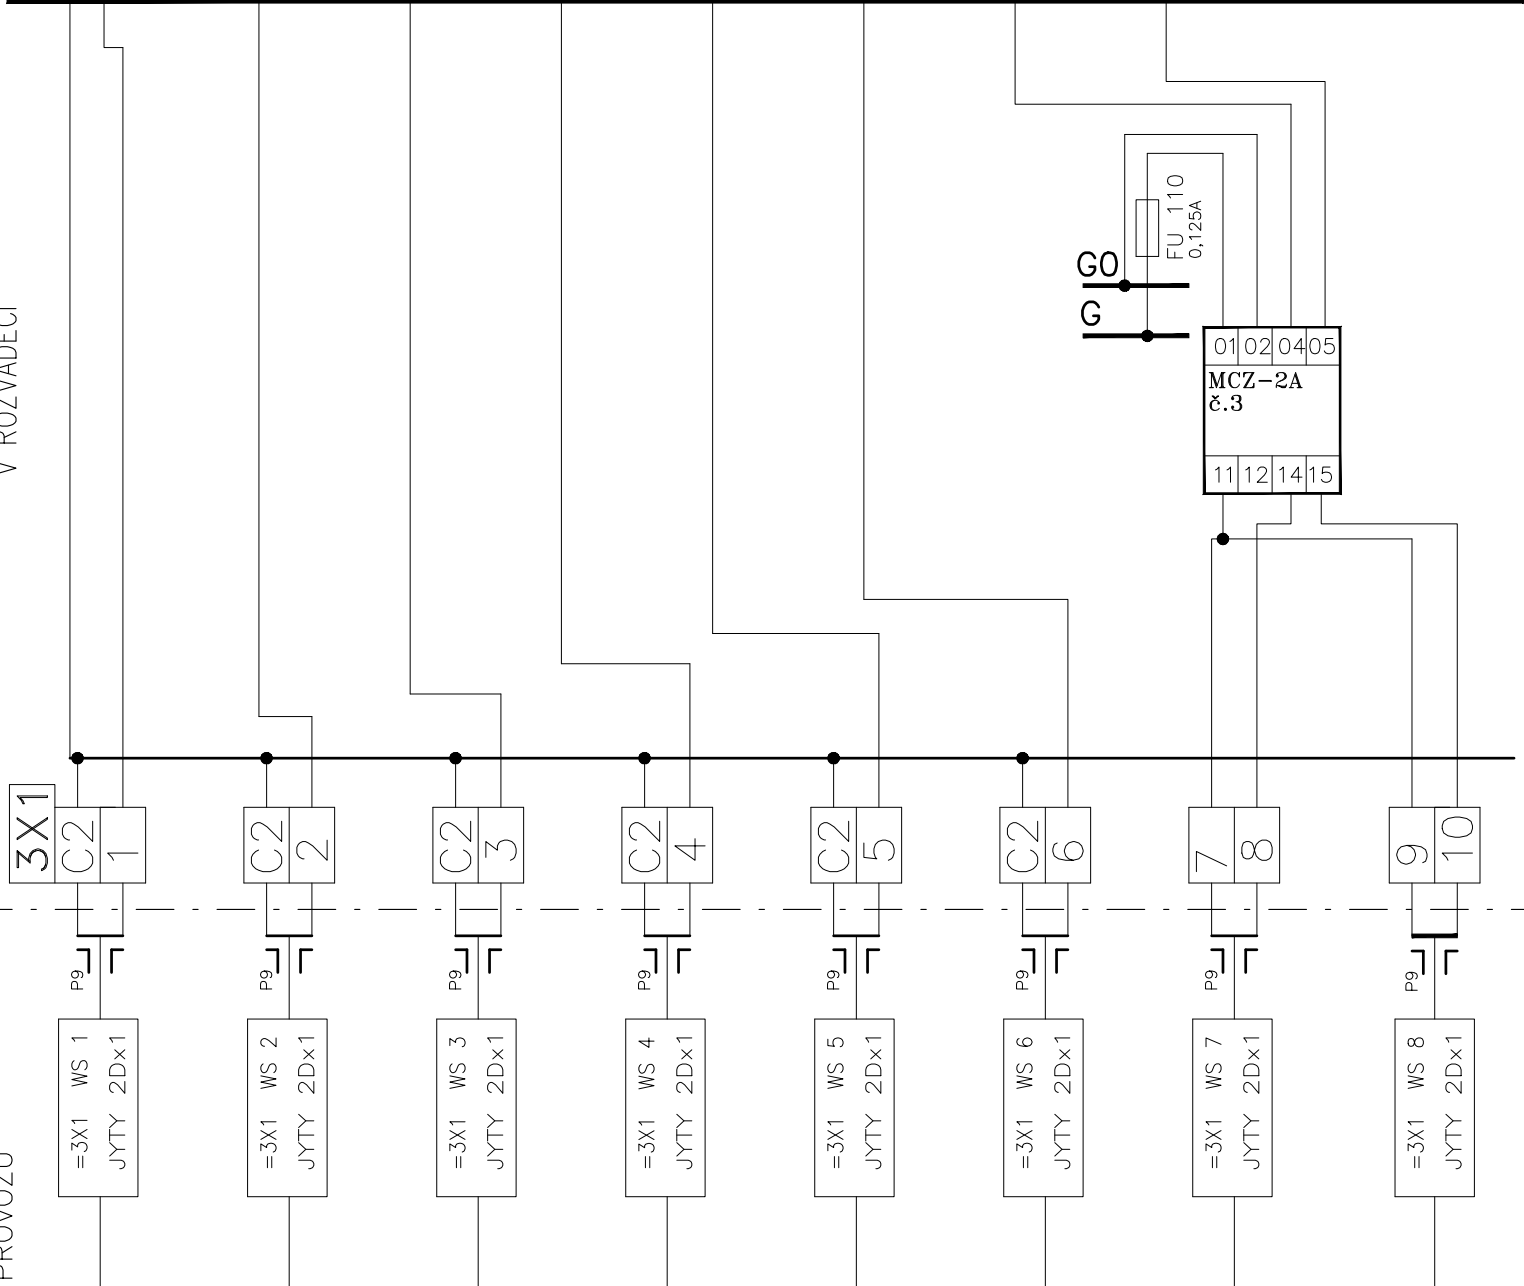 V ROZVADECI
G0
G
FU 110
0,125A
01 02 04 05
MCZ-2A
č.3
11 12 14 15
3X1
C2 1
C2 2
C2 3
C2 4
C2 5
C2 6
7 8
9 10
P9
P9
P9
P9
P9
P9
P9
P9
=3X1 WS 1
JYTY 2Dx1
=3X1 WS 2
JYTY 2Dx1
=3X1 WS 3
JYTY 2Dx1
=3X1 WS 4
JYTY 2Dx1
=3X1 WS 5
JYTY 2Dx1
=3X1 WS 6
JYTY 2Dx1
=3X1 WS 7
JYTY 2Dx1
=3X1 WS 8
JYTY 2Dx1
PROVOZU